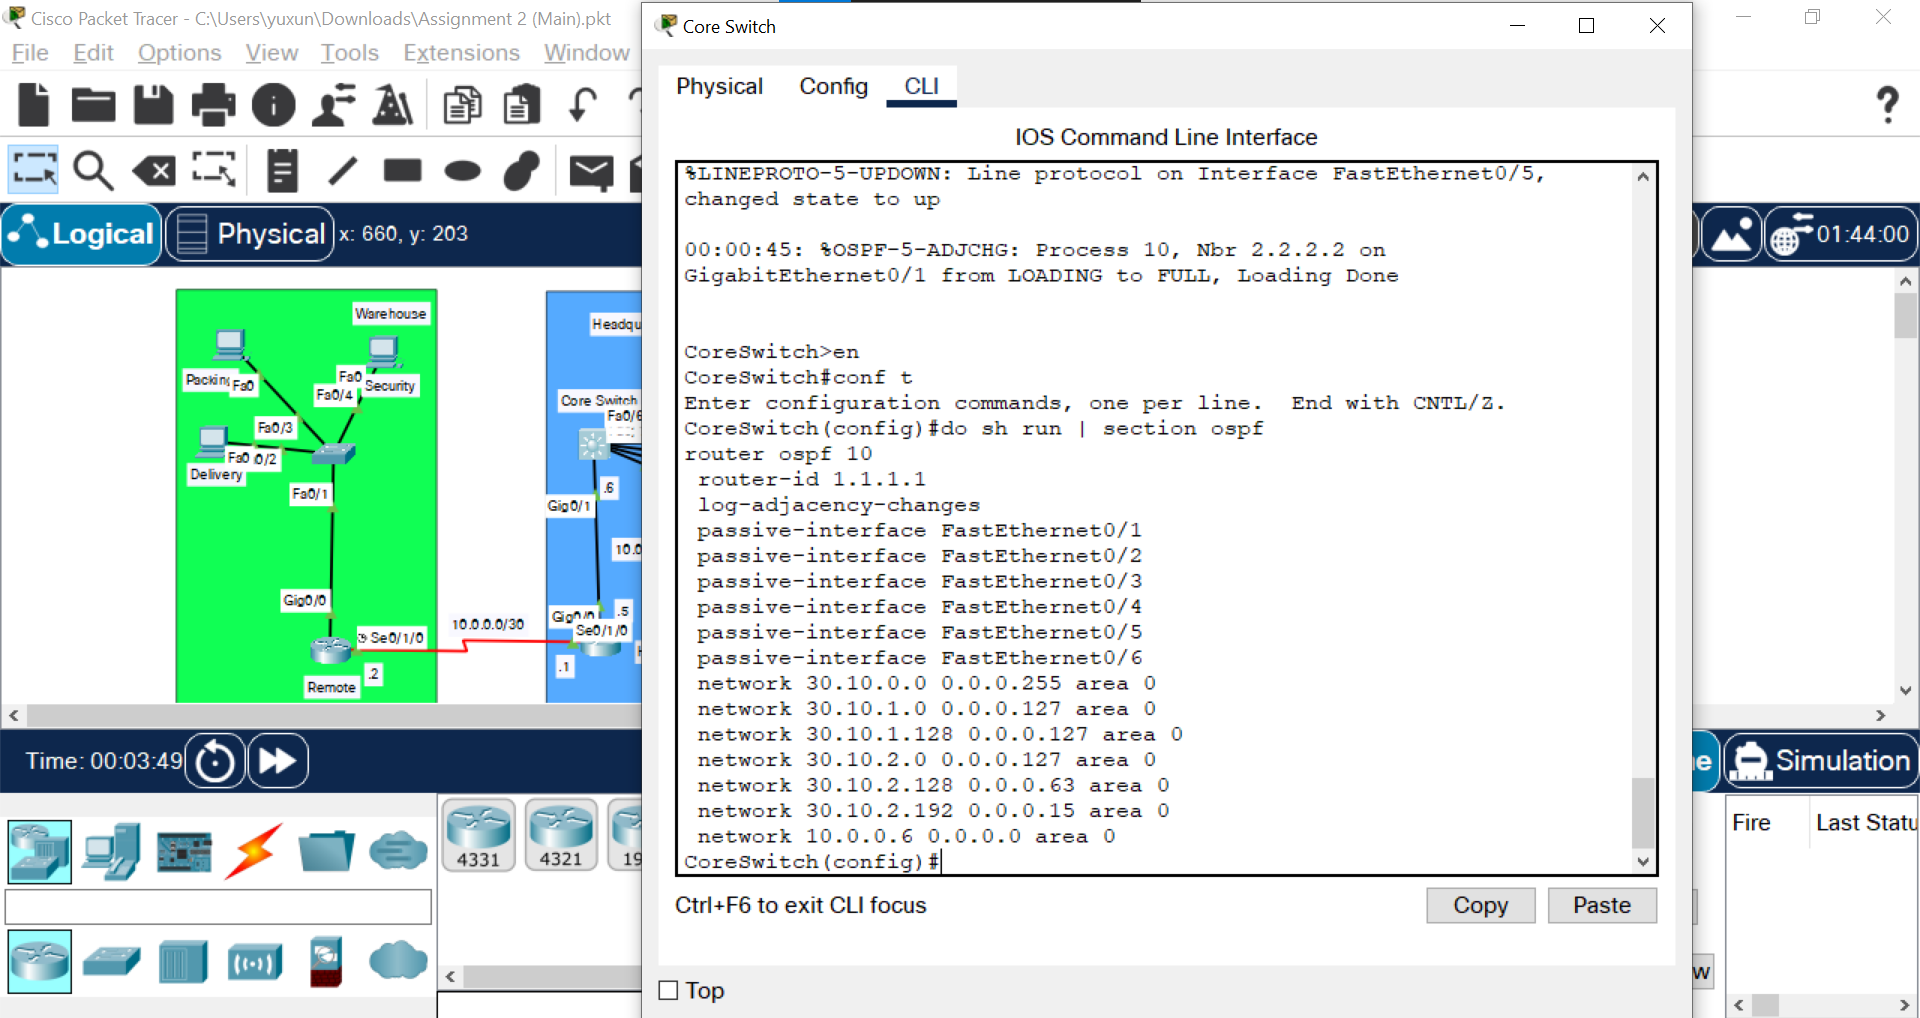 Cisco Packet Tracer - C:\Users\yuxun\Downloads\Assignment 2 (Main).pkt
File Edit Options View Tools Extensions Window
Logical
Physical
x: 660, y: 203
01:44:00
Warehouse
Packing
Fa0
Fa0
Fa0/4
Security
Fa0/3
Fa0
0/2
Delivery
Fa0/1
Gig0/0
Se0/1/0
.2
Remote
10.0.0.0/30
Headqu
Core Switch
Fa0/6
.6
Gig0/1
10.0
.5
Gig0/0
Se0/1/0
.1
Time: 00:03:49
4331
4321
19
Core Switch
Physical
Config
CLI
IOS Command Line Interface
%LINEPROTO-5-UPDOWN: Line protocol on Interface FastEthernet0/5,
changed state to up
00:00:45: %OSPF-5-ADJCHG: Process 10, Nbr 2.2.2.2 on
GigabitEthernet0/1 from LOADING to FULL, Loading Done
CoreSwitch>en
CoreSwitch#conf t
Enter configuration commands, one per line.  End with CNTL/Z.
CoreSwitch(config)#do sh run | section ospf
router ospf 10
router-id 1.1.1.1
log-adjacency-changes
passive-interface FastEthernet0/1
passive-interface FastEthernet0/2
passive-interface FastEthernet0/3
passive-interface FastEthernet0/4
passive-interface FastEthernet0/5
passive-interface FastEthernet0/6
network 30.10.0.0 0.0.0.255 area 0
network 30.10.1.0 0.0.0.127 area 0
network 30.10.1.128 0.0.0.127 area 0
network 30.10.2.0 0.0.0.127 area 0
network 30.10.2.128 0.0.0.63 area 0
network 30.10.2.192 0.0.0.15 area 0
network 10.0.0.6 0.0.0.0 area 0
CoreSwitch(config)#
Ctrl+F6 to exit CLI focus
Copy
Paste
Top
e
Simulation
Fire
Last Statu
w